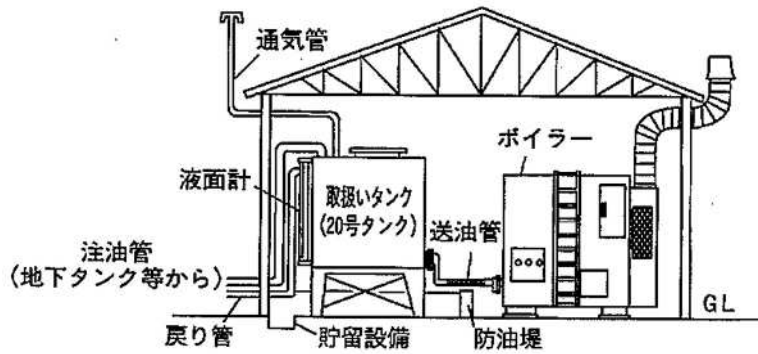 通気管
ボイラー
液面計
取扱いタンク
(20号タンク)
送油管
注油管
(地下タンク等から)
戻り管
貯留設備
防油堤
GL